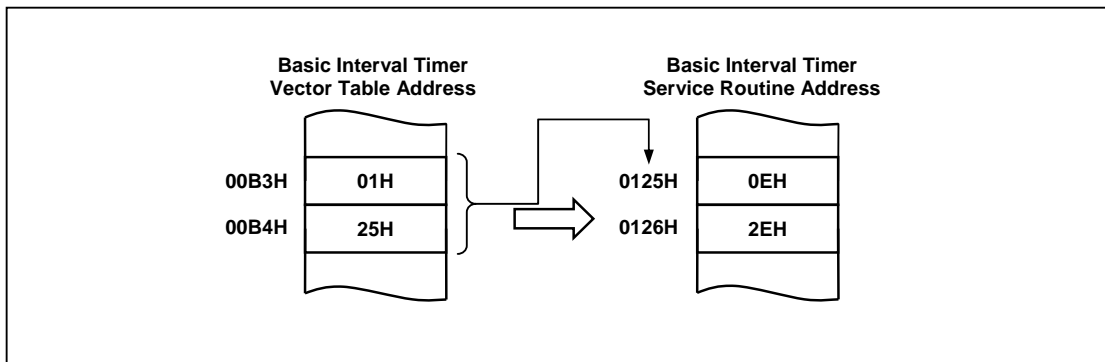 Basic Interval Timer
Vector Table Address
00B3H 01H
00B4H 25H
Basic Interval Timer
Service Routine Address
0125H 0EH
0126H 2EH